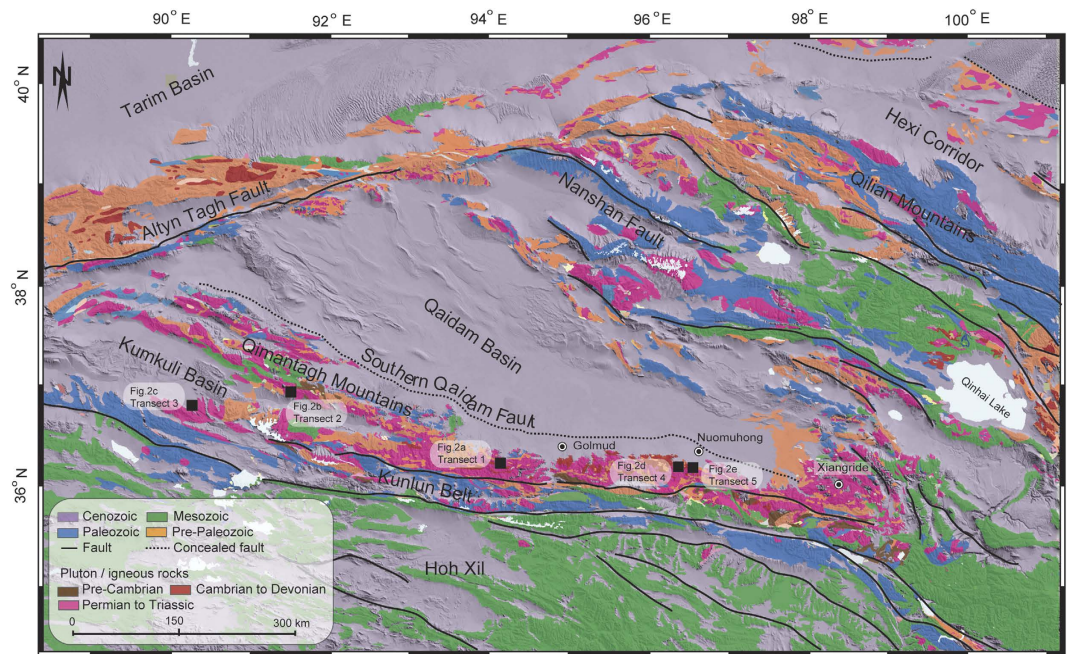 90° E
92° E
94° E
96° E
98° E
100° E
40° N
38° N
36° N
N
Tarim Basin
Hexi Corridor
Altyn Tagh Fault
Nanshan Fault
Qilian Mountains
Qaidam Basin
Southern Qaidam Fault
Qimantagh Mountains
Kumkuli Basin
Qinhai Lake
Fig.2c
Transect 3
Fig.2b
Transect 2
Fig.2a
Transect 1
Golmud
Nuomuhong
Fig.2d
Transect 4
Fig.2e
Transect 5
Xiangride
Kunlun Belt
Hoh Xil
Cenozoic
Mesozoic
Paleozoic
Pre-Paleozoic
Fault
Concealed fault
Pluton / igneous rocks
Pre-Cambrian
Cambrian to Devonian
Permian to Triassic
0
150
300 km